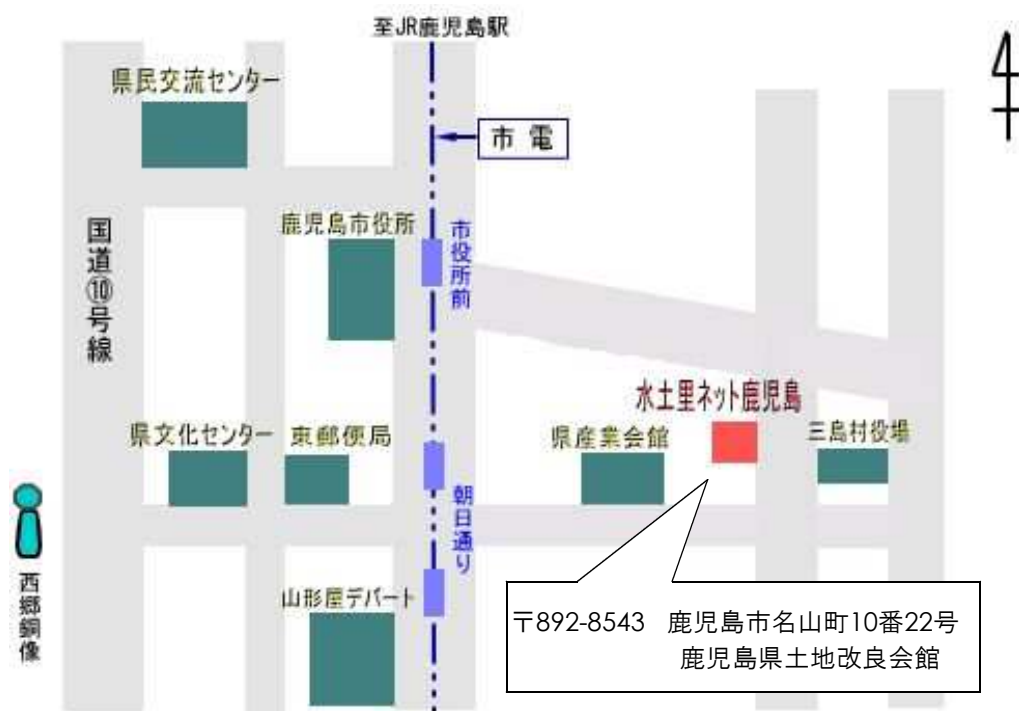 至JR鹿児島駅
県民交流センター
市電
鹿児島市役所
市役所前
国道⑩号線
水土里ネット鹿児島
県文化センター
東郵便局
県産業会館
三島村役場
朝日通り
西郷銅像
山形屋デパート
〒892-8543 鹿児島市名山町10番22号
鹿児島県土地改良会館